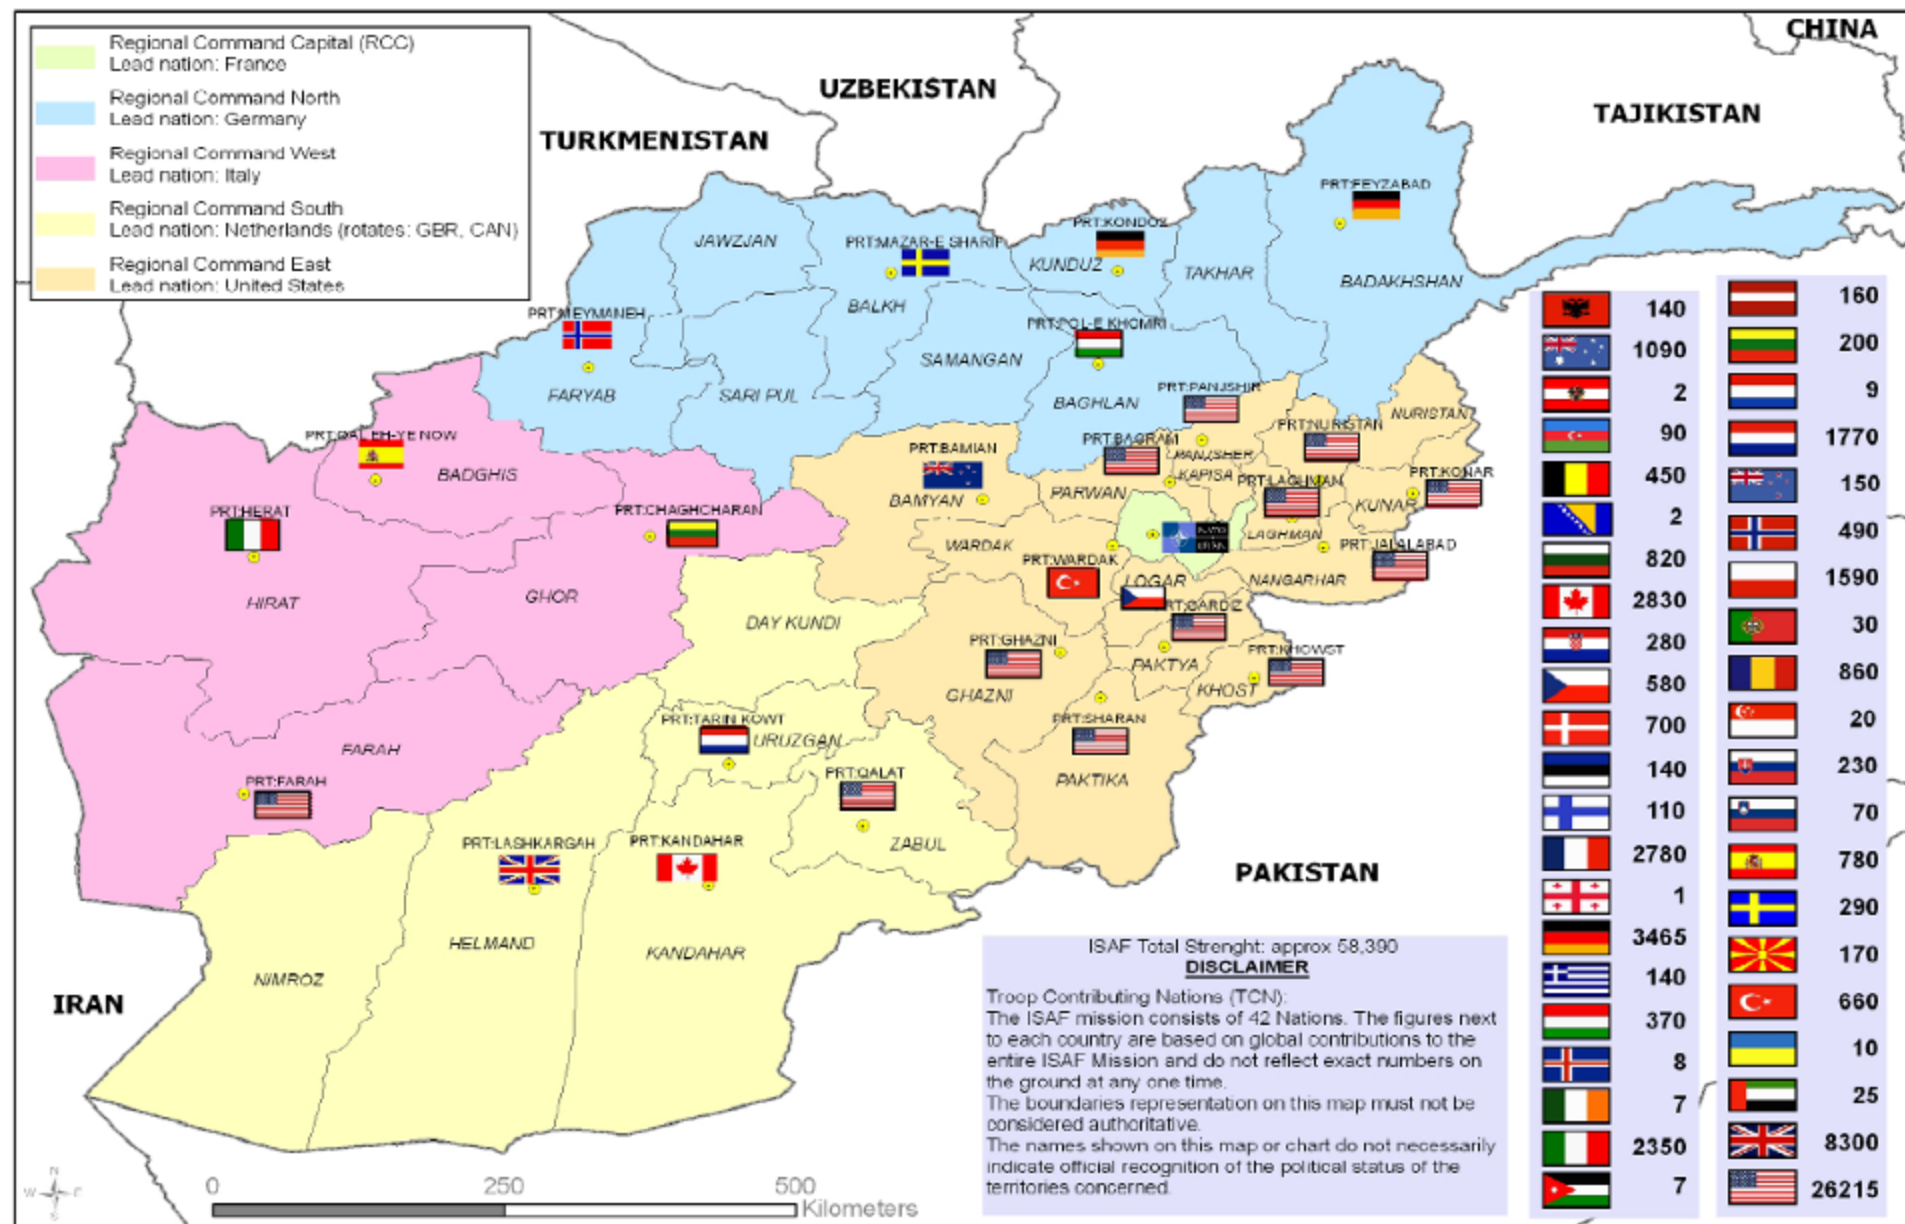 Regional Command Capital (RCC)
Lead nation: France
Regional Command North
Lead nation: Germany
Regional Command West
Lead nation: Italy
Regional Command South
Lead nation: Netherlands (rotates: GBR, CAN)
Regional Command East
Lead nation: United States
CHINA
UZBEKISTAN
TAJIKISTAN
TURKMENISTAN
PRT:FEYZABAD
PRT:KONDOZ
JAWZJAN
PRT:MAZAR-E SHARIF
KUNDUZ
TAKHAR
BADAKHSHAN
BALKH
PRT:MEYMANEH
PRT:POL-E KHOMRI
SAMANGAN
FARYAB
SARI PUL
BAGHLAN
PRT:PANJSHIR
NURISTAN
PRT:NURISTAN
PRT:QAL'EH-YE NOW
BADGHIS
PRT:BAMIAN
PRT:BAGRAM
PANJSHER
KAPISA
PRT:LAGHMAN
PRT:KONAR
BAMYAN
PARWAN
KUNAR
PRT:HERAT
PRT:CHAGHCHARAN
WARDAK
LAGHMAN
PRT:JALALABAD
PRT:WARDAK
LOGAR
NANGARHAR
HIRAT
GHOR
DAY KUNDI
PRT:GARDIZ
PRT:GHAZNI
PRT:KHOWST
PAKTYA
GHAZNI
KHOST
PRT:TARIN KOWT
URUZGAN
PRT:SHARAN
FARAH
PRT:FARAH
PRT:QALAT
PAKTIKA
PRT:LASHKARGAH
PRT:KANDAHAR
ZABUL
PAKISTAN
HELMAND
KANDAHAR
NIMROZ
IRAN
ISAF Total Strenght: approx 58,390
DISCLAIMER
Troop Contributing Nations (TCN):
The ISAF mission consists of 42 Nations. The figures next
to each country are based on global contributions to the
entire ISAF Mission and do not reflect exact numbers on
the ground at any one time.
The boundaries representation on this map must not be
considered authoritative.
The names shown on this map or chart do not necessarily
indicate official recognition of the political status of the
territories concerned.
140
1090
2
90
450
2
820
2830
280
580
700
140
110
2780
1
3465
140
370
8
7
2350
7
160
200
9
1770
150
490
1590
30
860
20
230
70
780
290
170
660
10
25
8300
26215
N
W
E
S
0
250
500
Kilometers